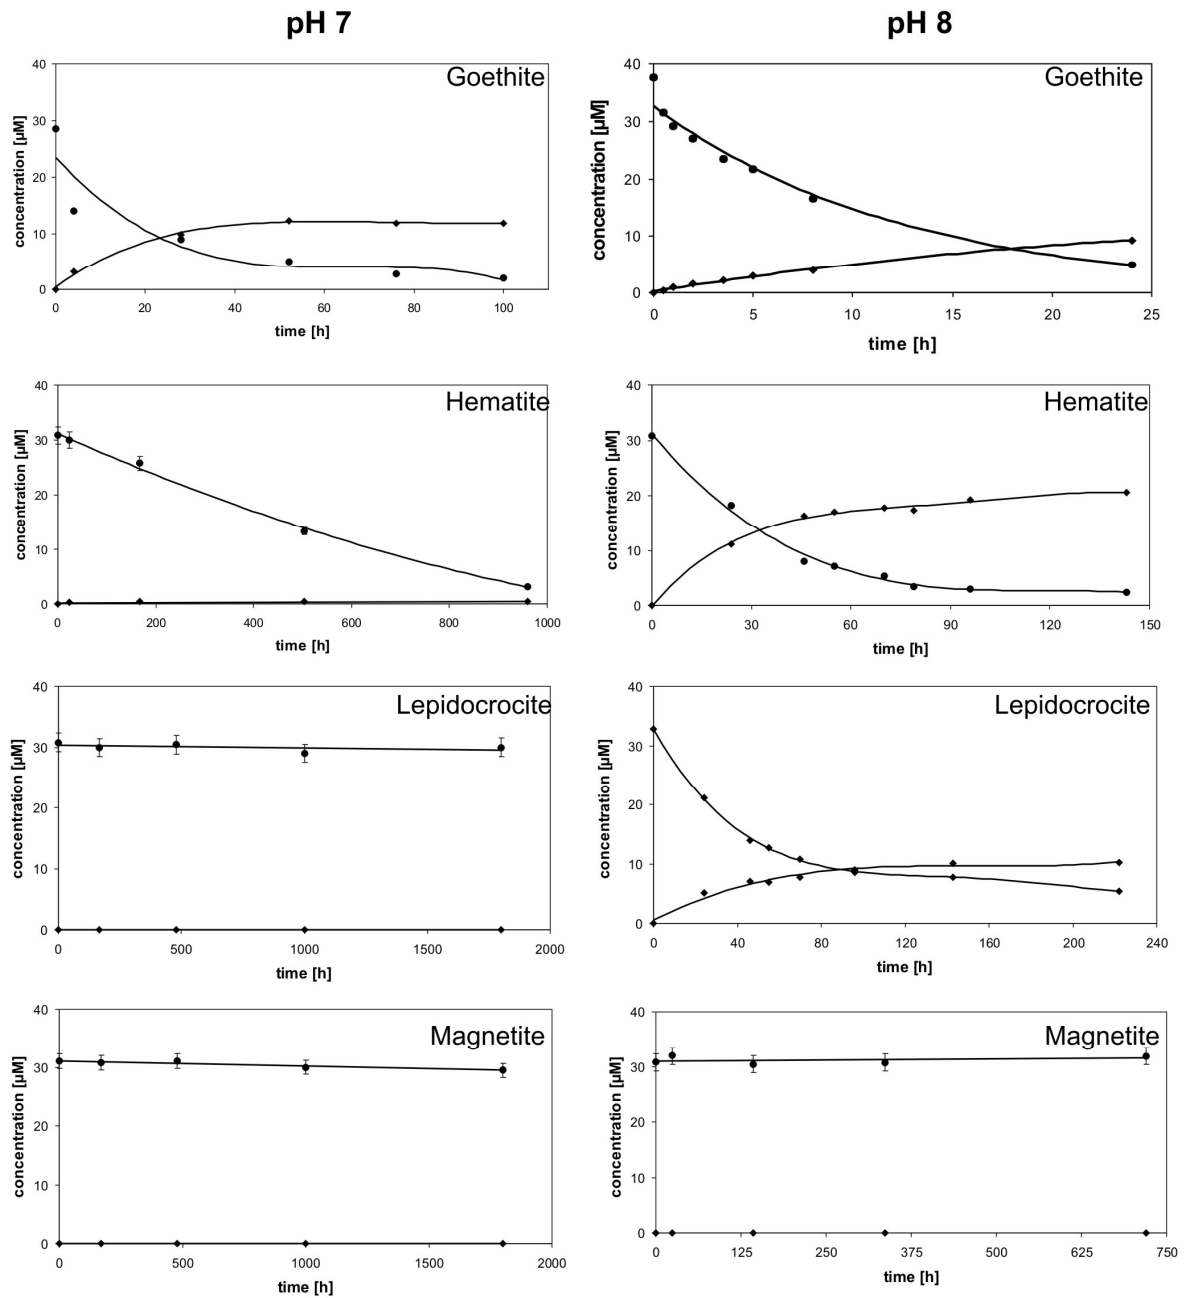 pH 7
pH 8
Goethite
concentration [µM]
40
30
20
10
0
0 20 40 60 80 100
time [h]
Goethite
concentration [µM]
40
30
20
10
0
0 5 10 15 20 25
time [h]
Hematite
concentration [µM]
40
30
20
10
0
0 200 400 600 800 1000
time [h]
Hematite
concentration [µM]
40
30
20
10
0
0 30 60 90 120 150
time [h]
Lepidocrocite
concentration [µM]
40
30
20
10
0
0 500 1000 1500 2000
time [h]
Lepidocrocite
concentration [µM]
40
30
20
10
0
0 40 80 120 160 200 240
time [h]
Magnetite
concentration [µM]
40
30
20
10
0
0 500 1000 1500 2000
time [h]
Magnetite
concentration [µM]
40
30
20
10
0
0 125 250 375 500 625 750
time [h]